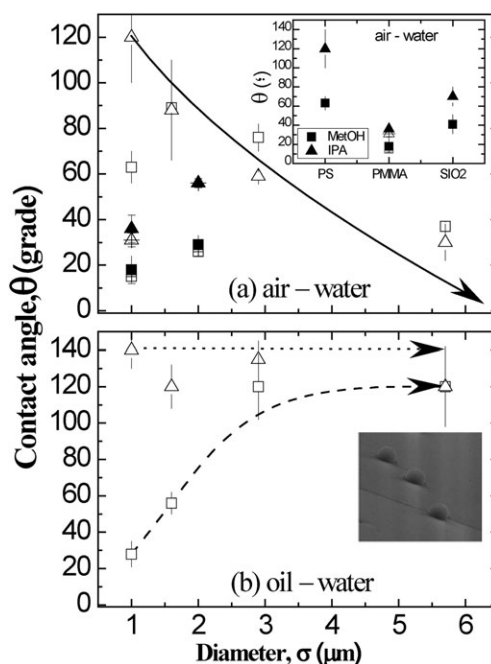 120
100
80
60
40
20
0
(a) air – water
air - water
140
120
100
80
60
40
20
0
MetOH
IPA
PS
PMMA
SIO2
Contact angle, θ (grade)
140
120
100
80
60
40
20
0
(b) oil – water
1 2 3 4 5 6
Diameter, σ (μm)